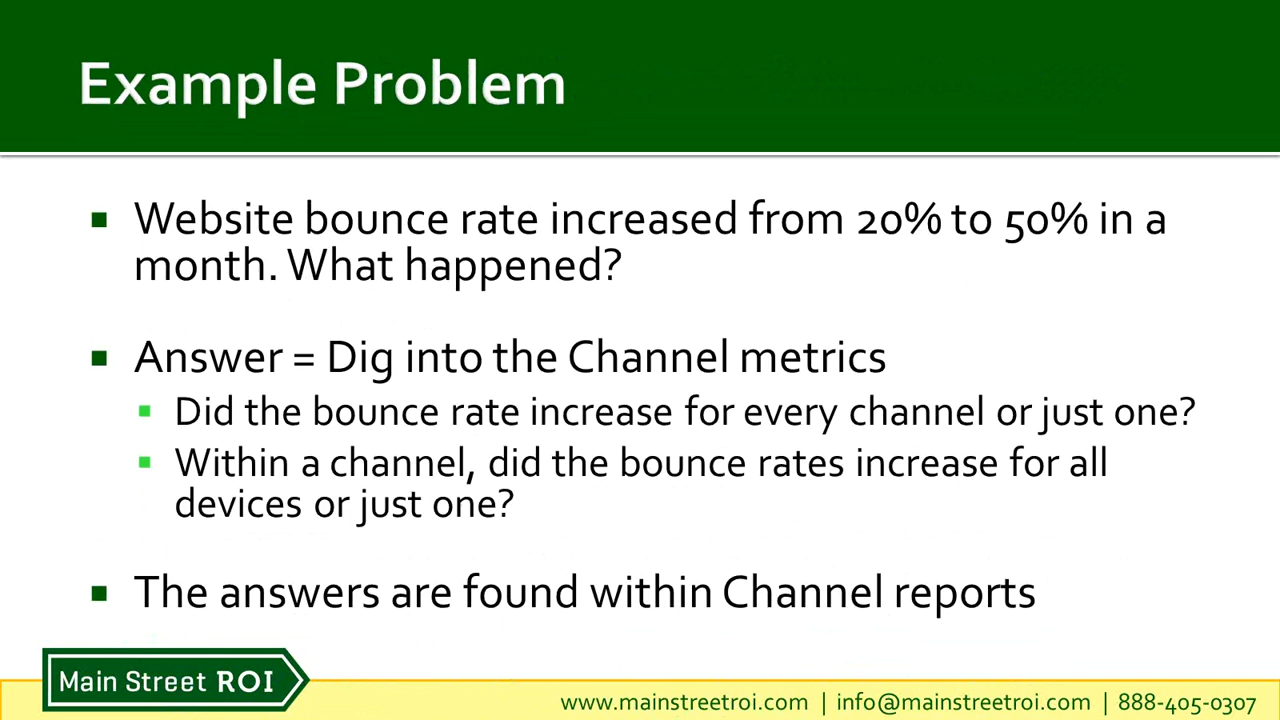 Example Problem
Website bounce rate increased from 20% to 50% in a
month. What happened?
Answer = Dig into the Channel metrics
Did the bounce rate increase for every channel or just one?
Within a channel, did the bounce rates increase for all
devices or just one?
The answers are found within Channel reports
Main Street ROI
www.mainstreetroi.com | info@mainstreetroi.com | 888-405-0307